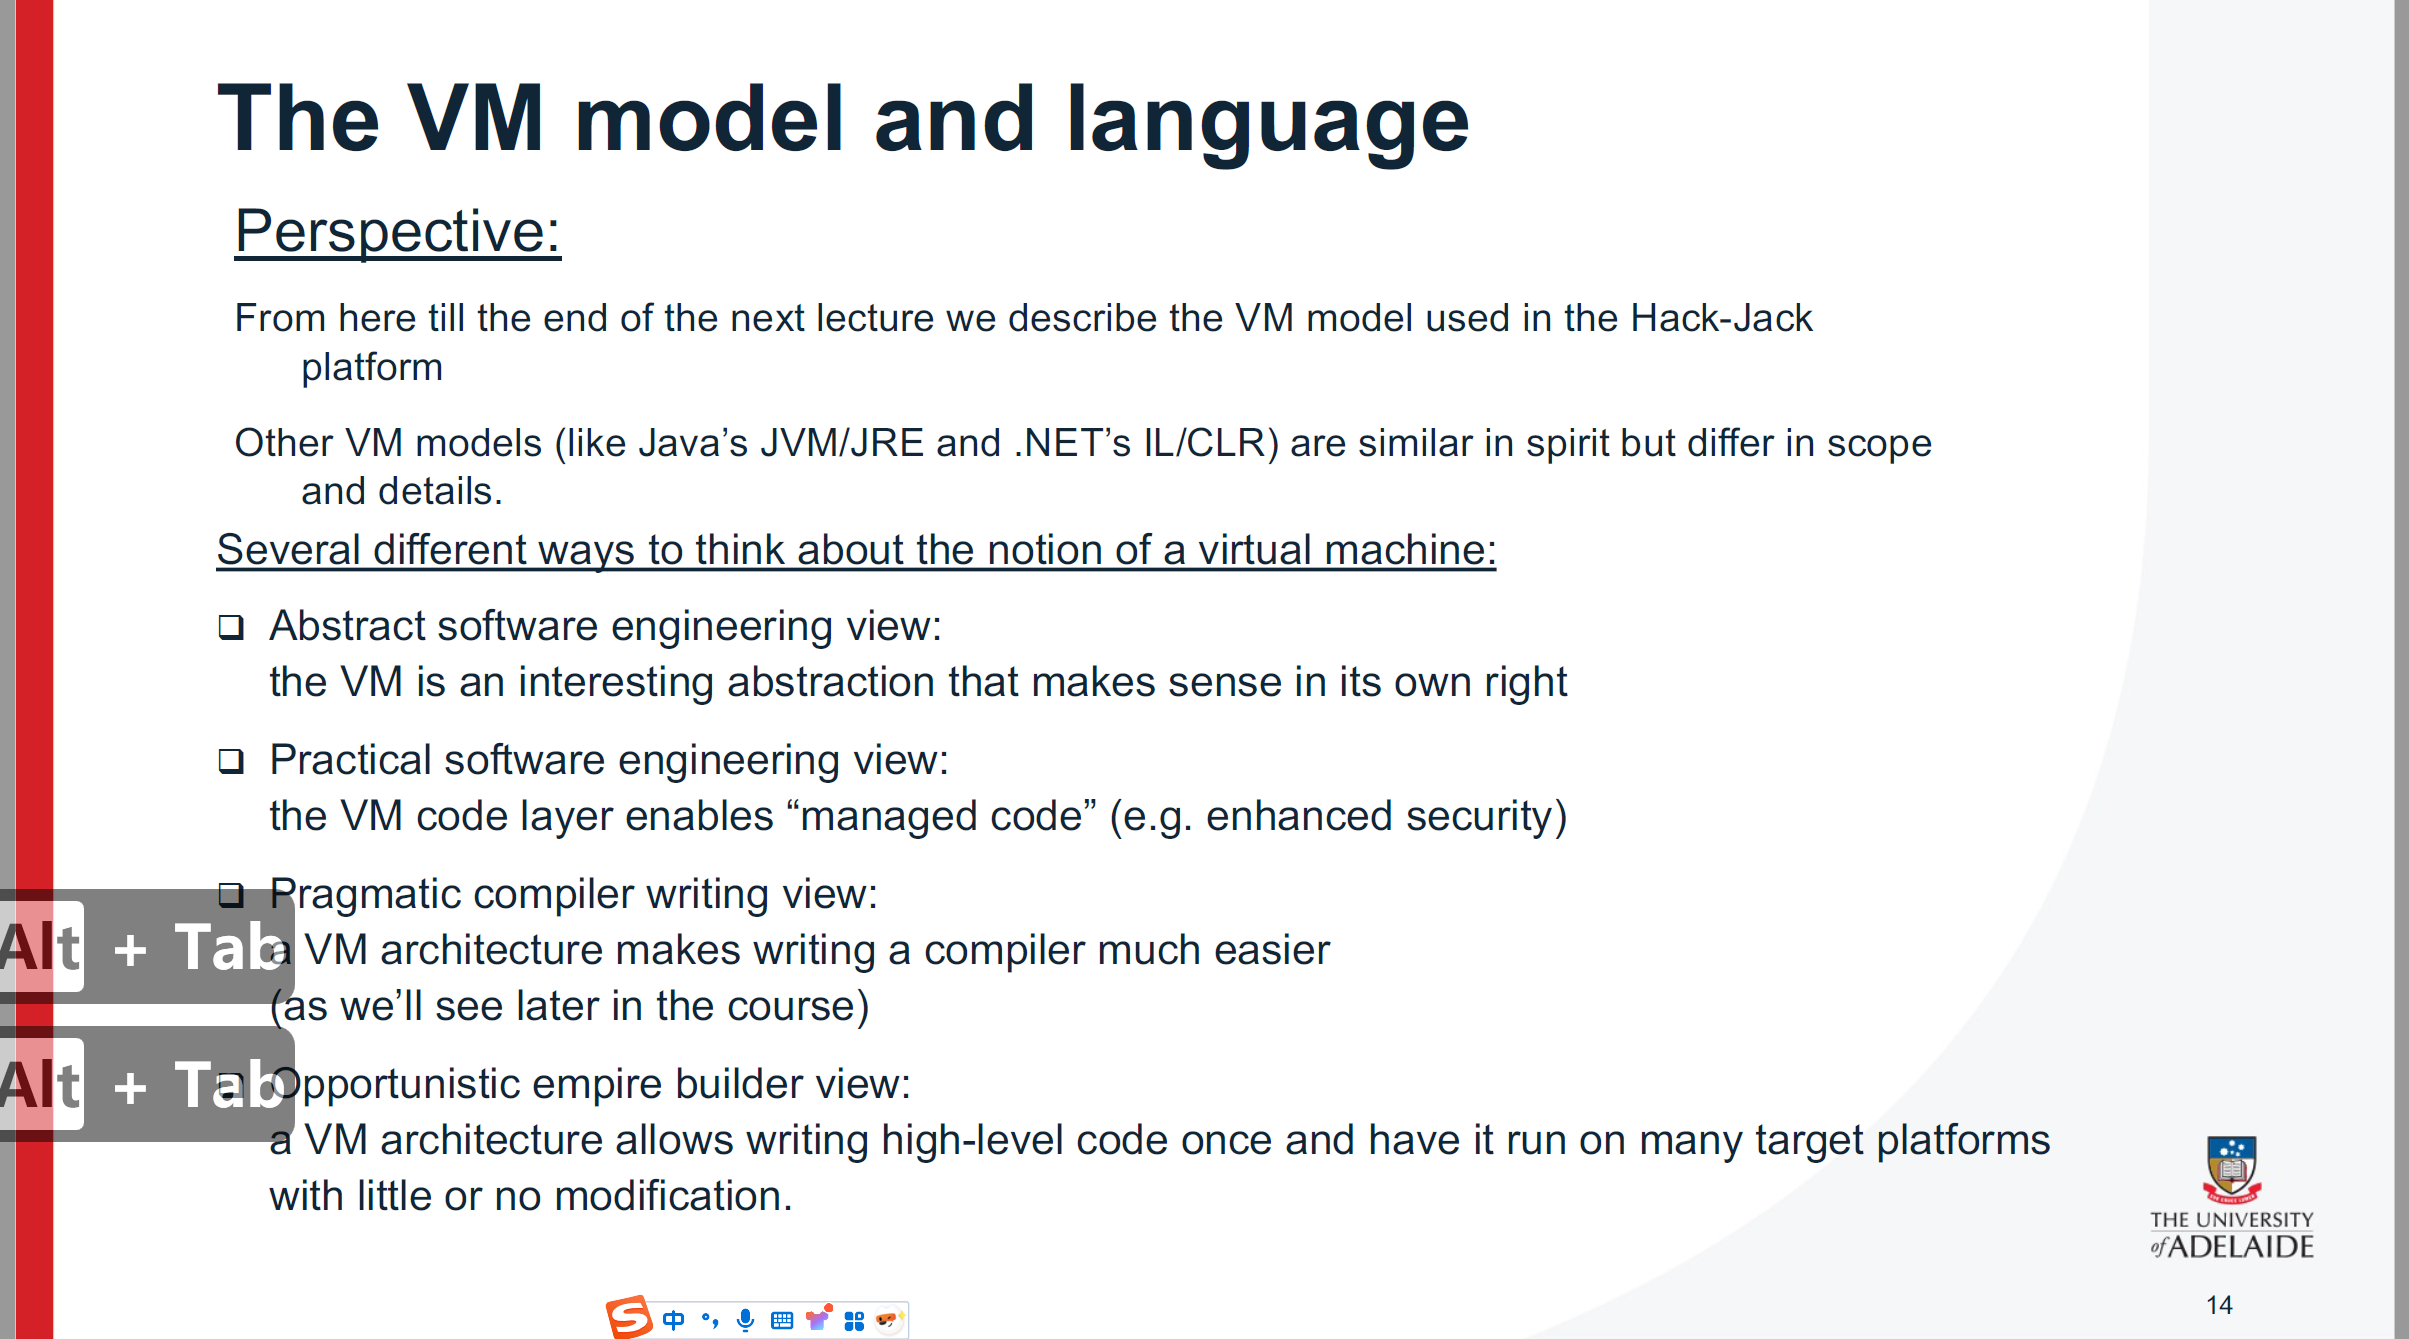 The VM model and language
Perspective:
From here till the end of the next lecture we describe the VM model used in the Hack-Jack
platform
Other VM models (like Java’s JVM/JRE and .NET’s IL/CLR) are similar in spirit but differ in scope
and details.
Several different ways to think about the notion of a virtual machine:
❑ Abstract software engineering view:
the VM is an interesting abstraction that makes sense in its own right
❑ Practical software engineering view:
the VM code layer enables “managed code” (e.g. enhanced security)
❑ Pragmatic compiler writing view:
a VM architecture makes writing a compiler much easier
(as we’ll see later in the course)
❑ Opportunistic empire builder view:
a VM architecture allows writing high-level code once and have it run on many target platforms
with little or no modification.
Alt + Tab
Alt + Tab
THE UNIVERSITY
of ADELAIDE
14
S 中 °,